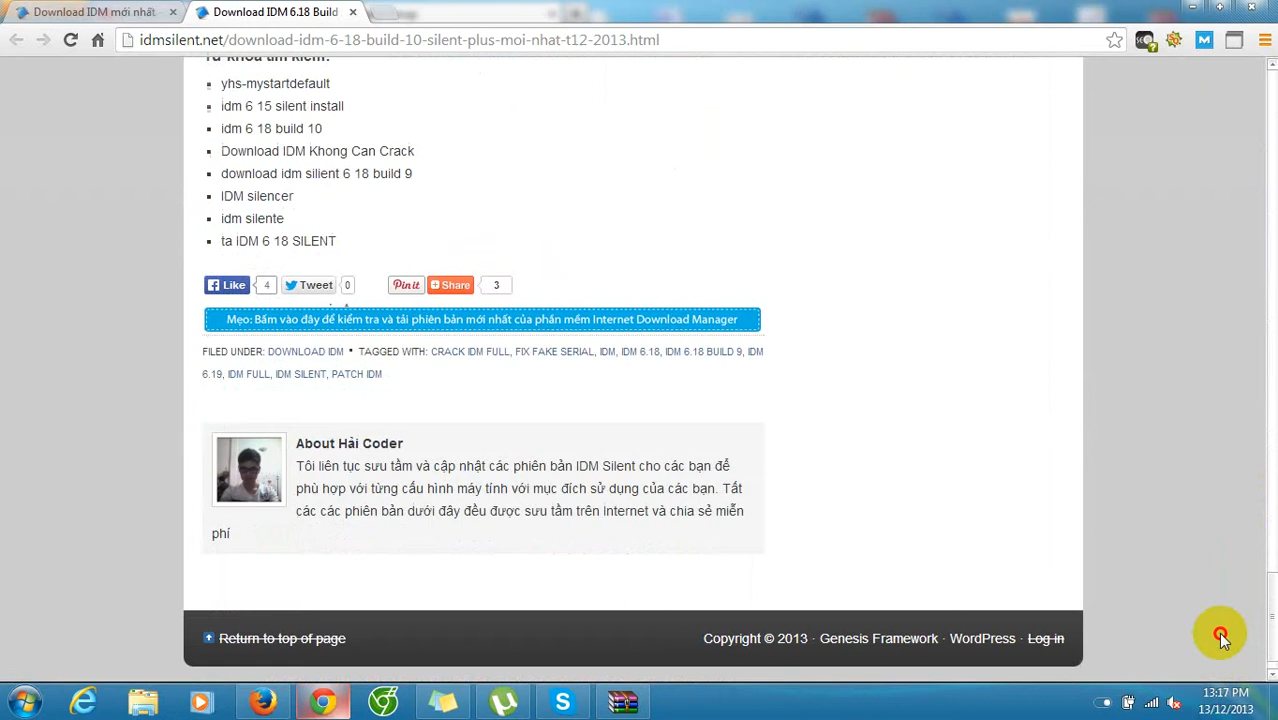 Download IDM mới nhất
Download IDM 6.18 Build
idmsilent.net/download-idm-6-18-build-10-silent-plus-moi-nhat-t12-2013.html
Từ khóa tìm kiếm:
yhs-mystartdefault
idm 6 15 silent install
idm 6 18 build 10
Download IDM Khong Can Crack
download idm silient 6 18 build 9
IDM silencer
idm silente
ta IDM 6 18 SILENT
Like 4 Tweet 0 Pin it Share 3
Mẹo: Bấm vào đây để kiểm tra và tải phiên bản mới nhất của phần mềm Internet Download Manager
FILED UNDER: DOWNLOAD IDM • TAGGED WITH: CRACK IDM FULL, FIX FAKE SERIAL, IDM, IDM 6.18, IDM 6.18 BUILD 9, IDM
6.19, IDM FULL, IDM SILENT, PATCH IDM
About Hải Coder
Tôi liên tục sưu tầm và cập nhật các phiên bản IDM Silent cho các bạn để
phù hợp với từng cấu hình máy tính với mục đích sử dụng của các bạn. Tất
các các phiên bản dưới đây đều được sưu tầm trên Internet và chia sẻ miễn
phí
Return to top of page
Copyright © 2013 · Genesis Framework · WordPress · Log in
13:17 PM
13/12/2013